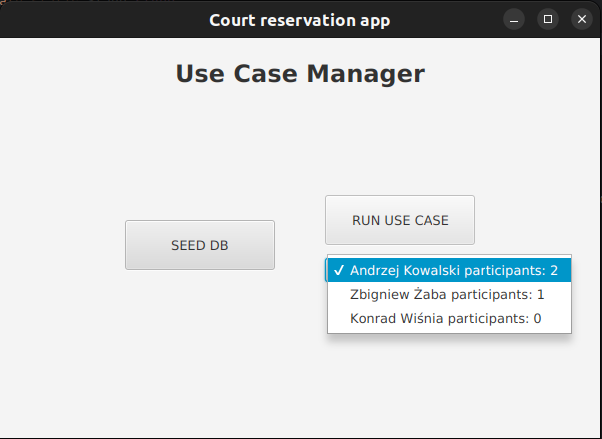 Court reservation app
Use Case Manager
RUN USE CASE
SEED DB
Andrzej Kowalski participants: 2
Zbigniew Żaba participants: 1
Konrad Wiśnia participants: 0